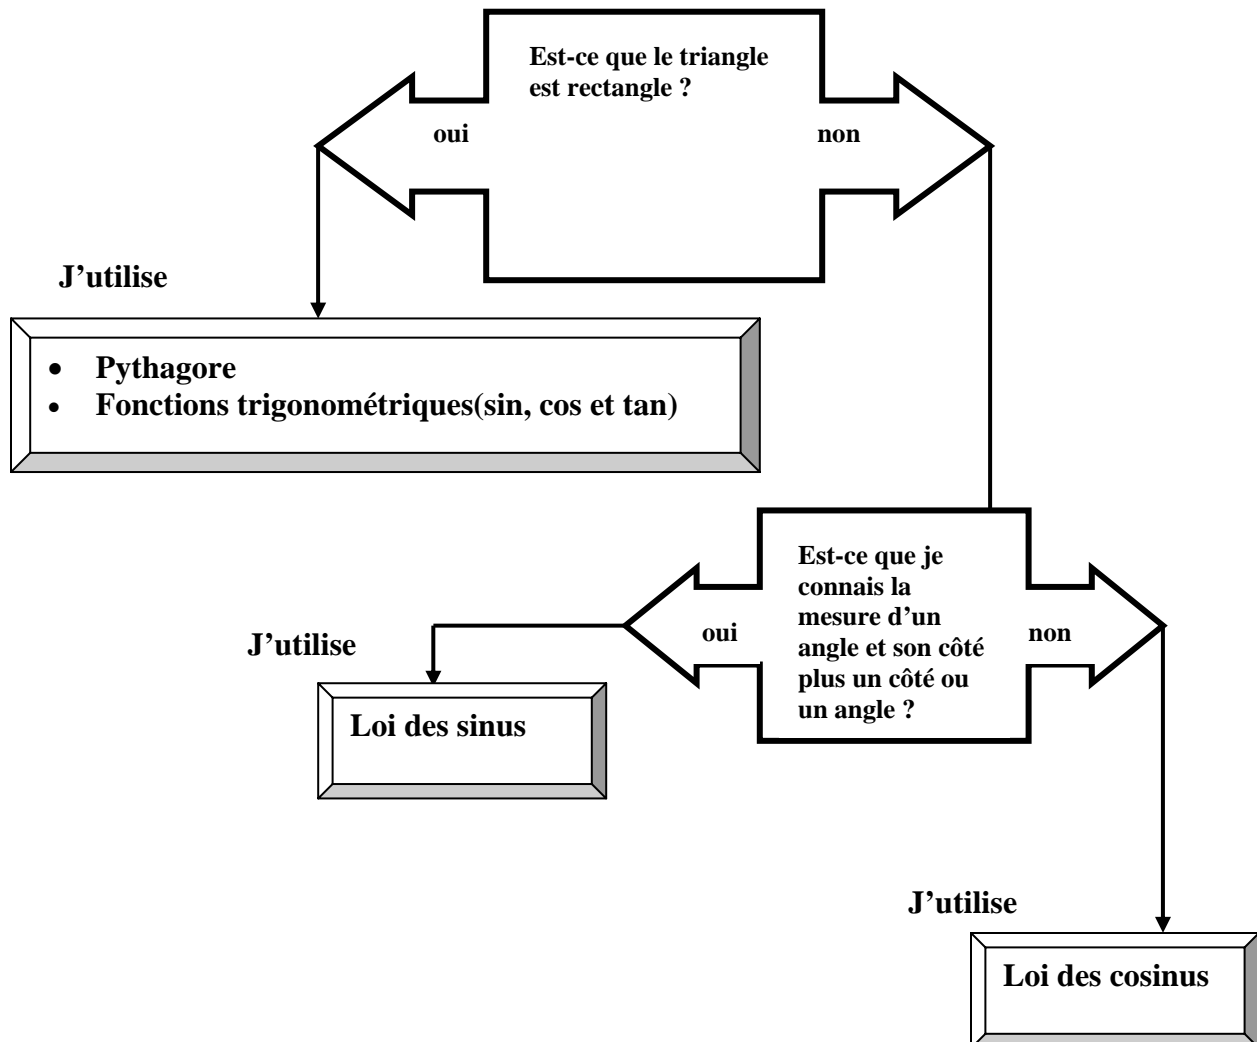 Est-ce que le triangle
est rectangle ?
oui
non
J’utilise
• Pythagore
• Fonctions trigonométriques(sin, cos et tan)
Est-ce que je
connais la
mesure d’un
angle et son côté
plus un côté ou
un angle ?
oui
non
J’utilise
Loi des sinus
J’utilise
Loi des cosinus